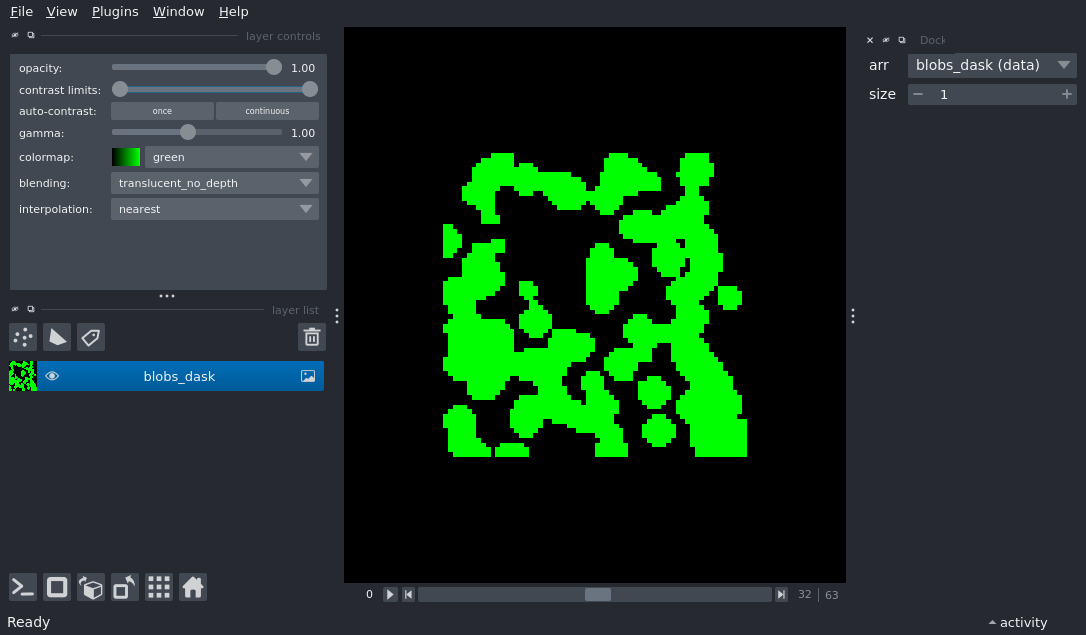 File View Plugins Window Help
layer controls
opacity: 1.00
contrast limits:
auto-contrast: once continuous
gamma: 1.00
colormap: green
blending: translucent_no_depth
interpolation: nearest
layer list
blobs_dask
0 32 63
Dock
arr blobs_dask (data)
size 1
Ready
activity